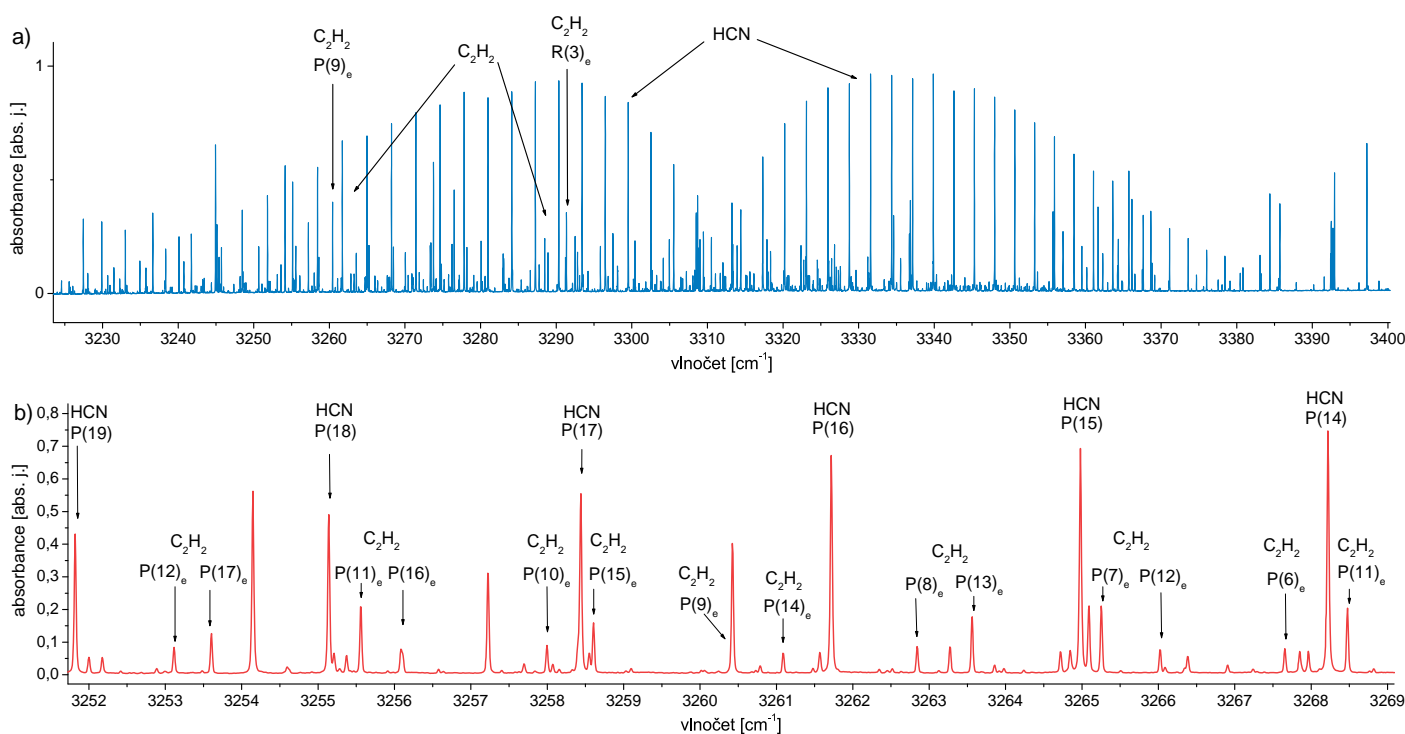 a)
C2H2
P(9)e
C2H2
C2H2
R(3)e
HCN
absorbance [abs. j.]
1
0
3230 3240 3250 3260 3270 3280 3290 3300 3310 3320 3330 3340 3350 3360 3370 3380 3390 3400
vlnočet [cm-1]
b)
HCN
P(19)
HCN
P(18)
HCN
P(17)
HCN
P(16)
HCN
P(15)
HCN
P(14)
C2H2
P(12)e P(17)e
C2H2
P(11)e P(16)e
C2H2
P(10)e
C2H2
P(15)e
C2H2
P(9)e
C2H2
P(14)e
C2H2
P(8)e P(13)e
C2H2
P(7)e P(12)e
C2H2
P(6)e
C2H2
P(11)e
absorbance [abs. j.]
0,8
0,7
0,6
0,5
0,4
0,3
0,2
0,1
0,0
3252 3253 3254 3255 3256 3257 3258 3259 3260 3261 3262 3263 3264 3265 3266 3267 3268 3269
vlnočet [cm-1]